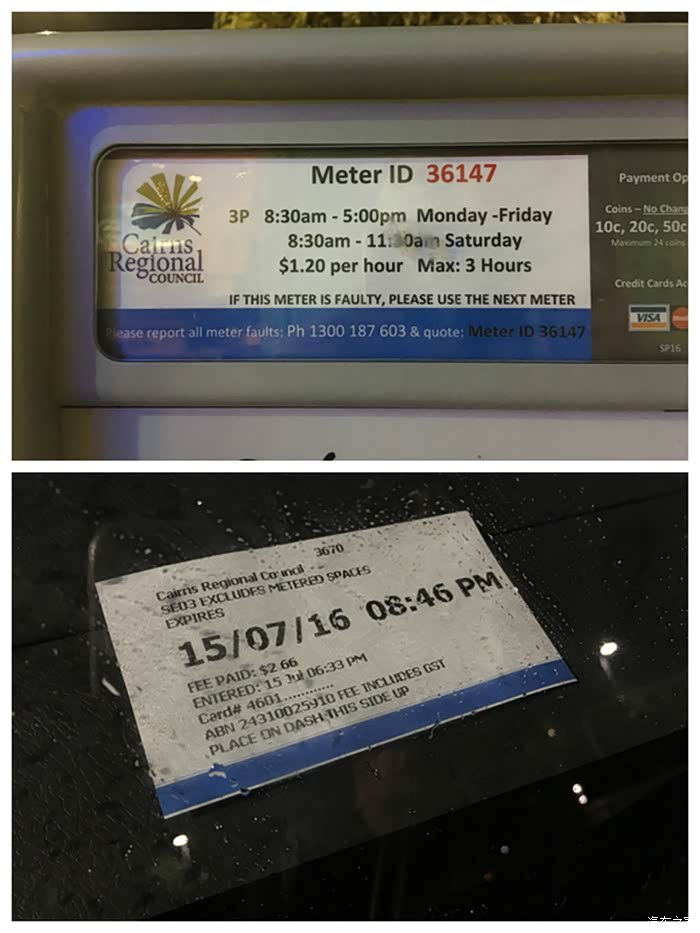 Meter ID 36147
3P 8:30am - 5:00pm Monday -Friday
8:30am - 11:30am Saturday
$1.20 per hour Max: 3 Hours
IF THIS METER IS FAULTY, PLEASE USE THE NEXT METER
Cairns
Regional
COUNCIL
Please report all meter faults: Ph 1300 187 603 & quote: Meter ID 36147
Payment Op
Coins – No Chang
10c, 20c, 50c
Maximum 24 coins
Credit Cards Ac
VISA
SP16
3670
Cairns Regional Council
SE03 EXCLUDES METERED SPACES
EXPIRES
15/07/16 08:46 PM
FEE PAID: $2.66
ENTERED: 15 Jul 06:33 PM
Card# 4601............
ABN 24310025910 FEE INCLUDES GST
PLACE ON DASH THIS SIDE UP